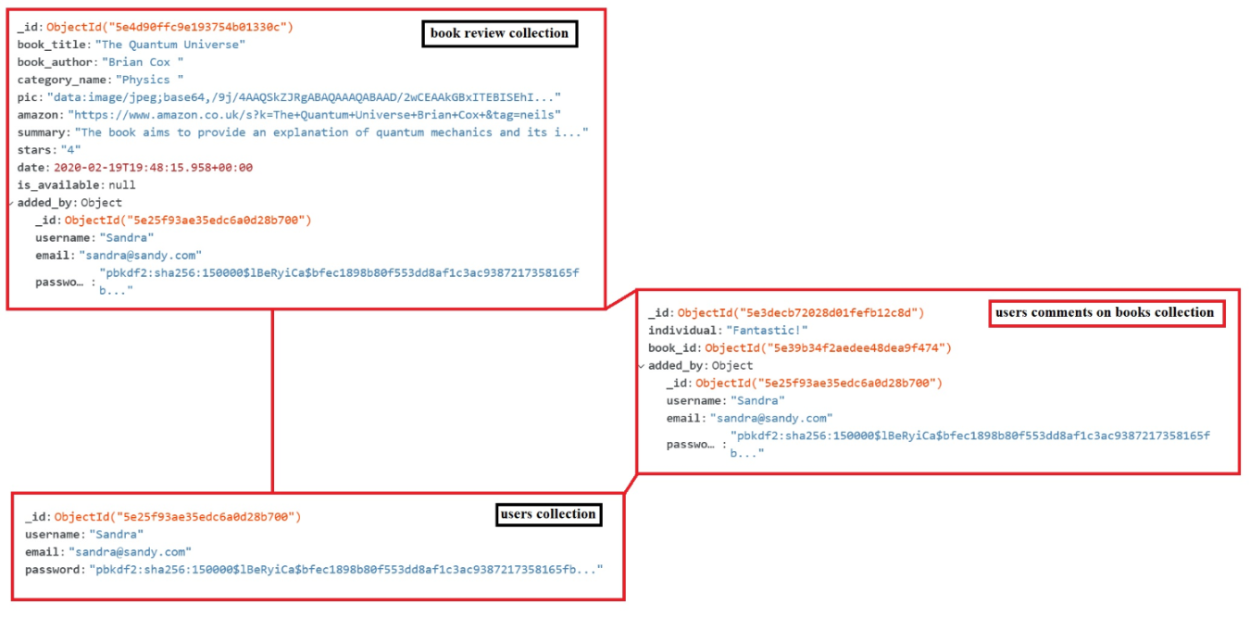 _id: ObjectId("5e4d90ffc9e193754b01330c")
book review collection
book_title: "The Quantum Universe"
book_author: "Brian Cox "
category_name: "Physics "
pic: "data:image/jpeg;base64,/9j/4AAQSkZJRgABAQAAAQABAAD/2wCEAAkGBxITEBISEhI..."
amazon: "https://www.amazon.co.uk/s?k=The+Quantum+Universe+Brian+Cox+&tag=neils"
summary: "The book aims to provide an explanation of quantum mechanics and its i..."
stars: "4"
date: 2020-02-19T19:48:15.958+00:00
is_available: null
added_by: Object
_id: ObjectId("5e25f93ae35edc6a0d28b700")
username: "Sandra"
email: "sandra@sandy.com"
passwo… : "pbkdf2:sha256:150000$lBeRyiCa$bfec1898b80f553dd8af1c3ac9387217358165f
b..."
_id: ObjectId("5e3decb72028d01fefb12c8d")
users comments on books collection
individual: "Fantastic!"
book_id: ObjectId("5e39b34f2aedee48dea9f474")
added_by: Object
_id: ObjectId("5e25f93ae35edc6a0d28b700")
username: "Sandra"
email: "sandra@sandy.com"
passwo… : "pbkdf2:sha256:150000$lBeRyiCa$bfec1898b80f553dd8af1c3ac9387217358165f
b..."
_id: ObjectId("5e25f93ae35edc6a0d28b700")
users collection
username: "Sandra"
email: "sandra@sandy.com"
password: "pbkdf2:sha256:150000$lBeRyiCa$bfec1898b80f553dd8af1c3ac9387217358165fb..."